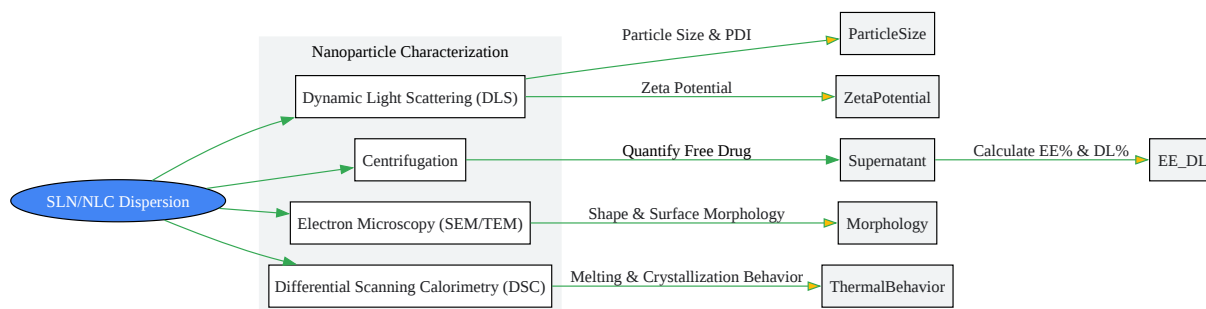 Nanoparticle Characterization
Particle Size & PDI
ParticleSize
Dynamic Light Scattering (DLS)
Zeta Potential
ZetaPotential
Centrifugation
Quantify Free Drug
Supernatant
Calculate EE% & DL%
EE_DL
SLN/NLC Dispersion
Electron Microscopy (SEM/TEM)
Shape & Surface Morphology
Morphology
Differential Scanning Calorimetry (DSC)
Melting & Crystallization Behavior
ThermalBehavior